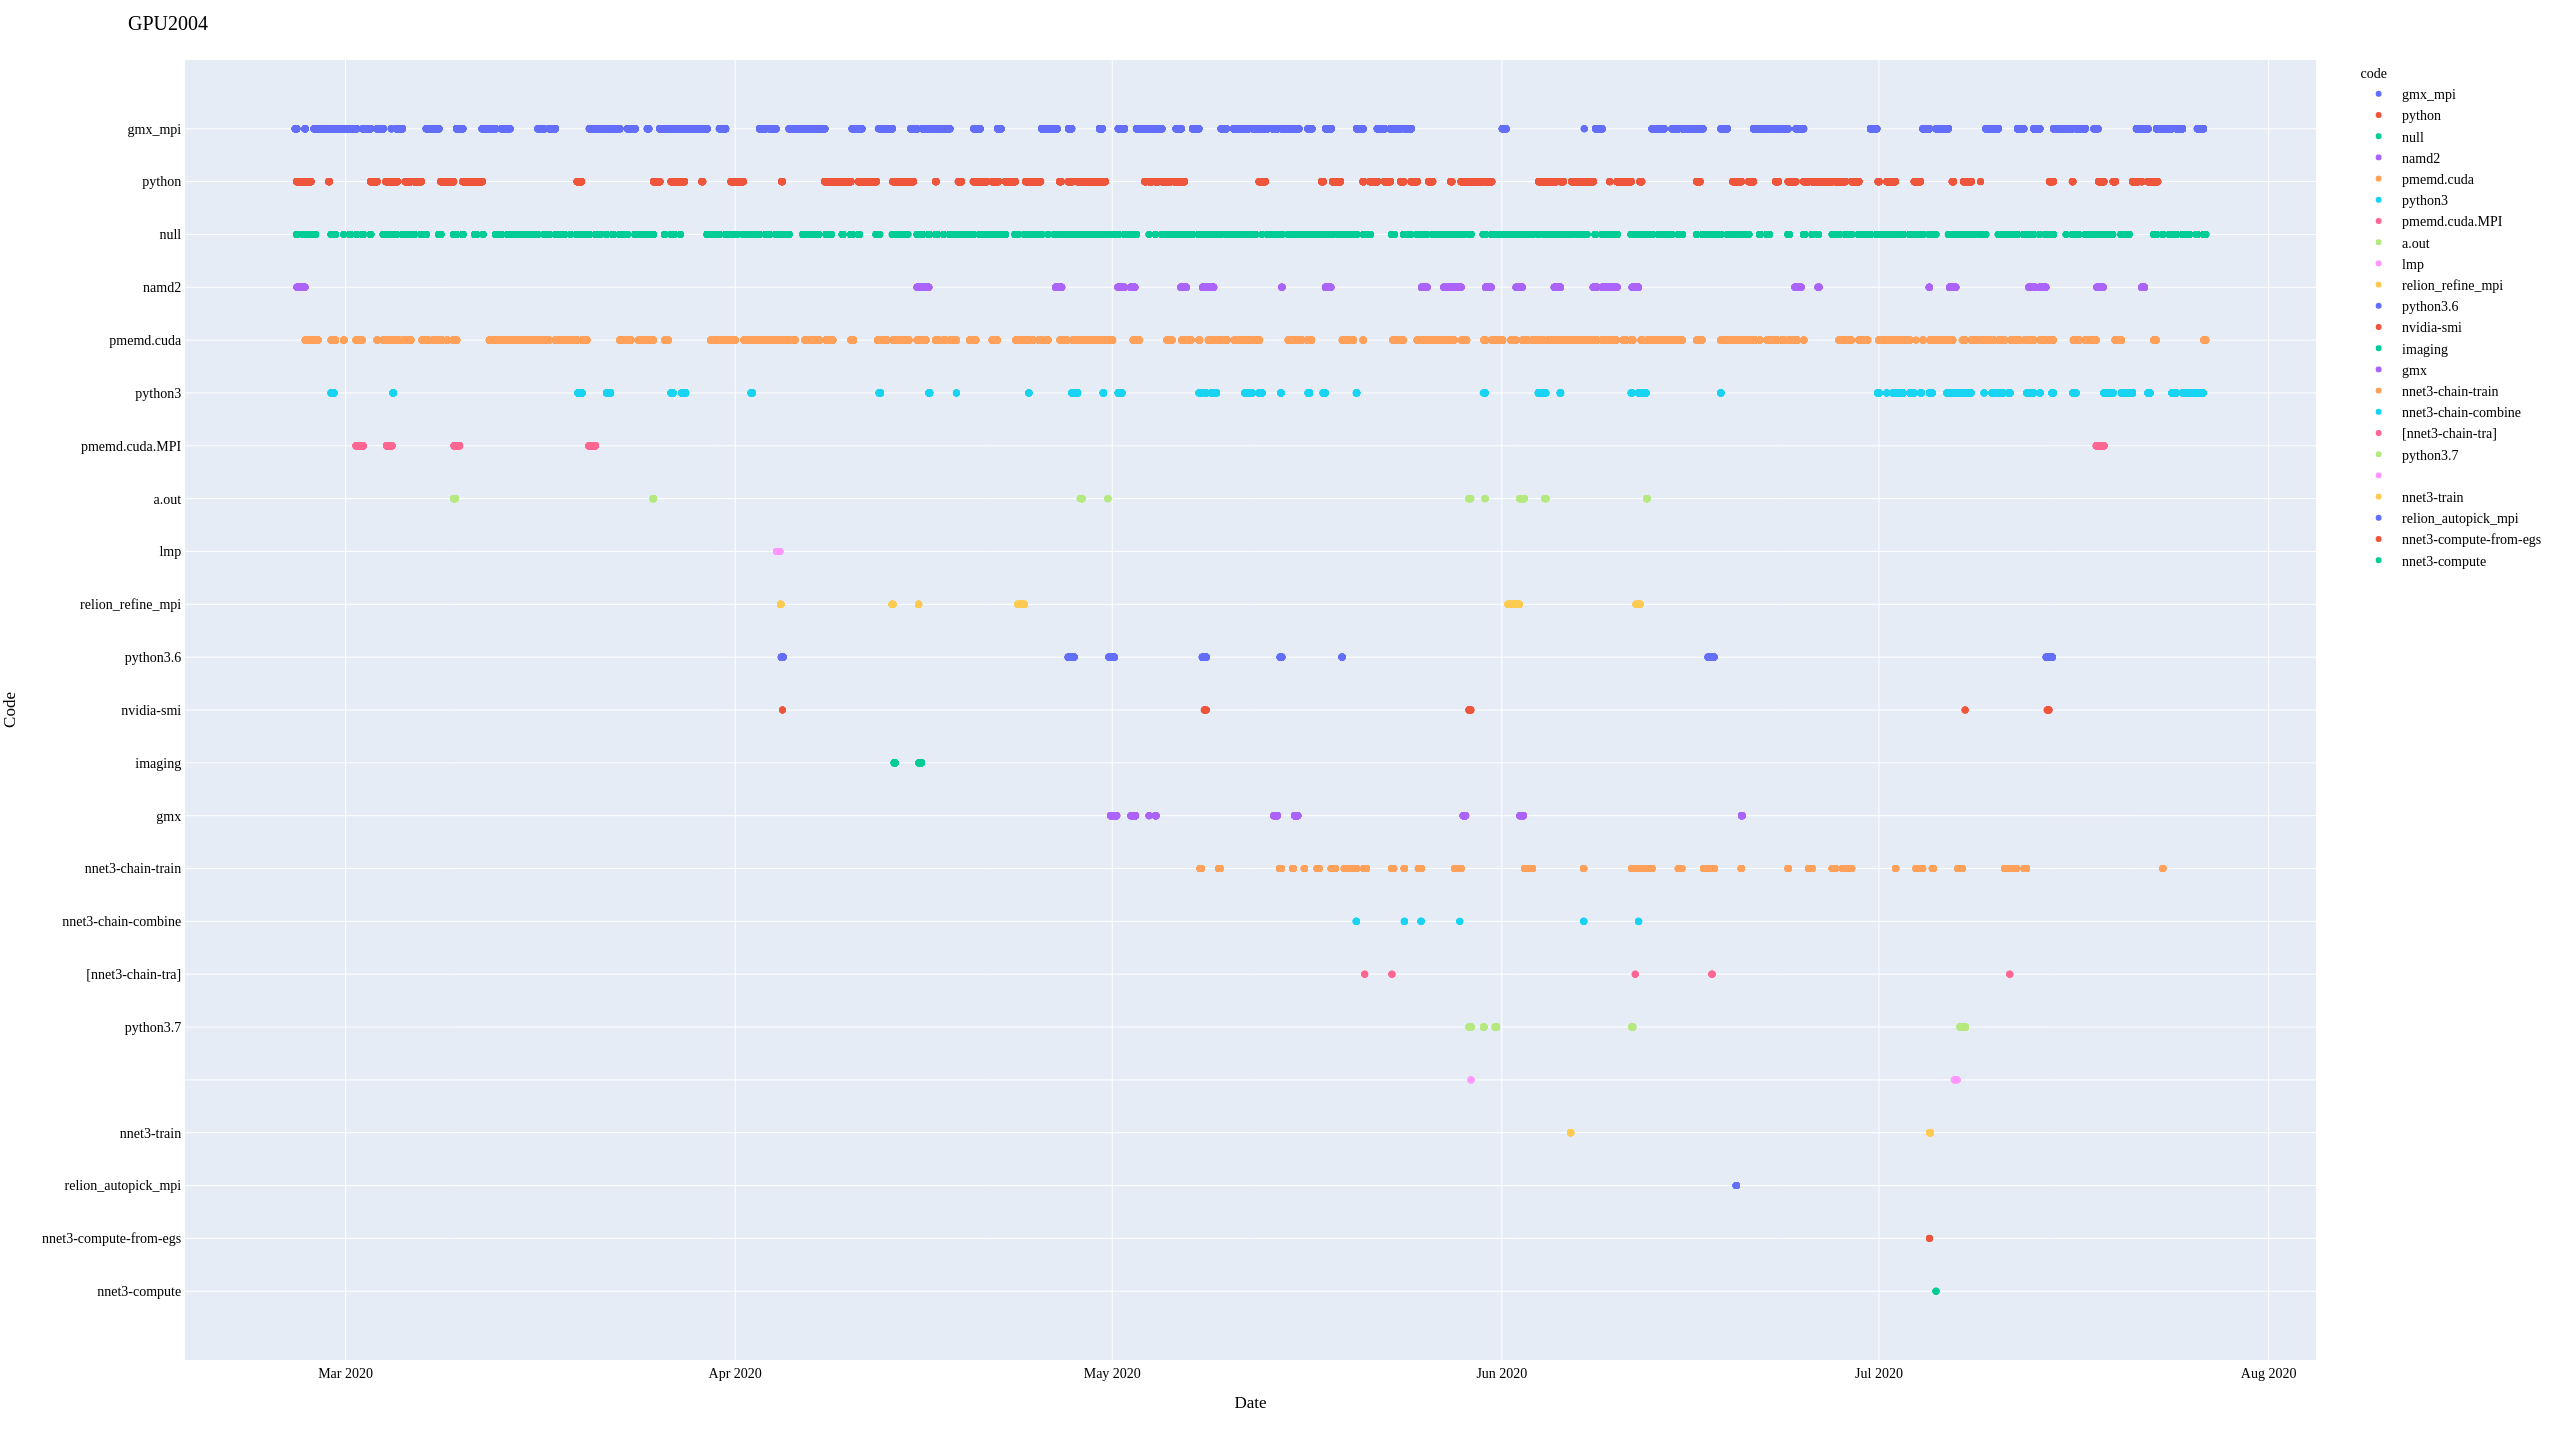 GPU2004
gmx_mpi
python
null
namd2
pmemd.cuda
python3
pmemd.cuda.MPI
a.out
lmp
relion_refine_mpi
python3.6
nvidia-smi
imaging
gmx
nnet3-chain-train
nnet3-chain-combine
[nnet3-chain-tra]
python3.7
nnet3-train
relion_autopick_mpi
nnet3-compute-from-egs
nnet3-compute
Code
Mar 2020
Apr 2020
May 2020
Jun 2020
Jul 2020
Aug 2020
Date
code
gmx_mpi
python
null
namd2
pmemd.cuda
python3
pmemd.cuda.MPI
a.out
lmp
relion_refine_mpi
python3.6
nvidia-smi
imaging
gmx
nnet3-chain-train
nnet3-chain-combine
[nnet3-chain-tra]
python3.7
nnet3-train
relion_autopick_mpi
nnet3-compute-from-egs
nnet3-compute